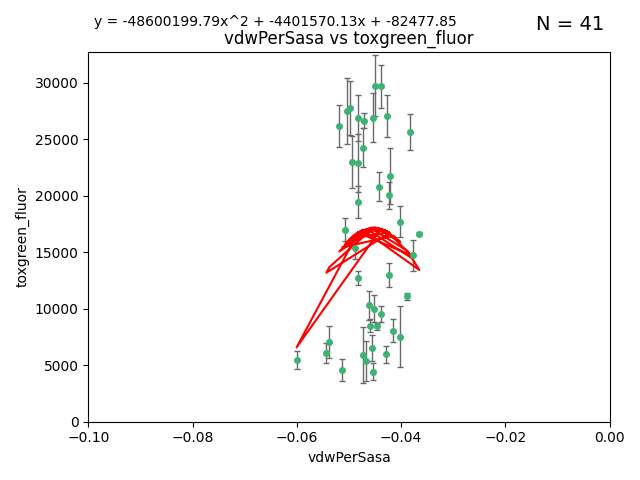 y = -48600199.79x^2 + -4401570.13x + -82477.85
N = 41
vdwPerSasa vs toxgreen_fluor
toxgreen_fluor
30000
25000
20000
15000
10000
5000
0
−0.10 −0.08 −0.06 −0.04 −0.02 0.00
vdwPerSasa